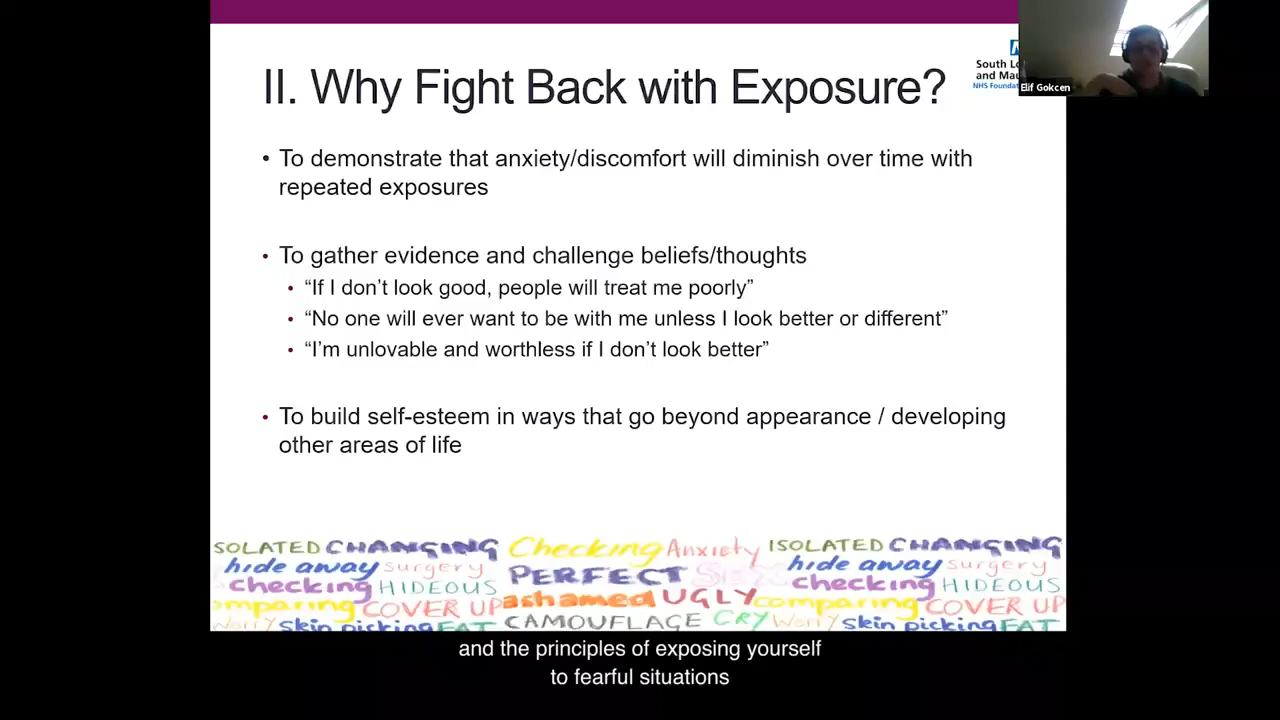 II. Why Fight Back with Exposure?
South Lo
and Mau
NHS Foundat
Elif Gokcen
• To demonstrate that anxiety/discomfort will diminish over time with
repeated exposures
• To gather evidence and challenge beliefs/thoughts
• “If I don’t look good, people will treat me poorly”
• “No one will ever want to be with me unless I look better or different”
• “I’m unlovable and worthless if I don’t look better”
• To build self-esteem in ways that go beyond appearance / developing
other areas of life
SOLATED CHANGING Checking Anxiety ISOLATED CHANGING
hide away surgery PERFECT hide away surgery
checking HIDEOUS checking HIDEOUS
omparing COVER UP ashamed UGLY comparing COVER UP
Worry Skin picking FAT CAMOUFLAGE CRY Worry Skin picking FAT
and the principles of exposing yourself
to fearful situations